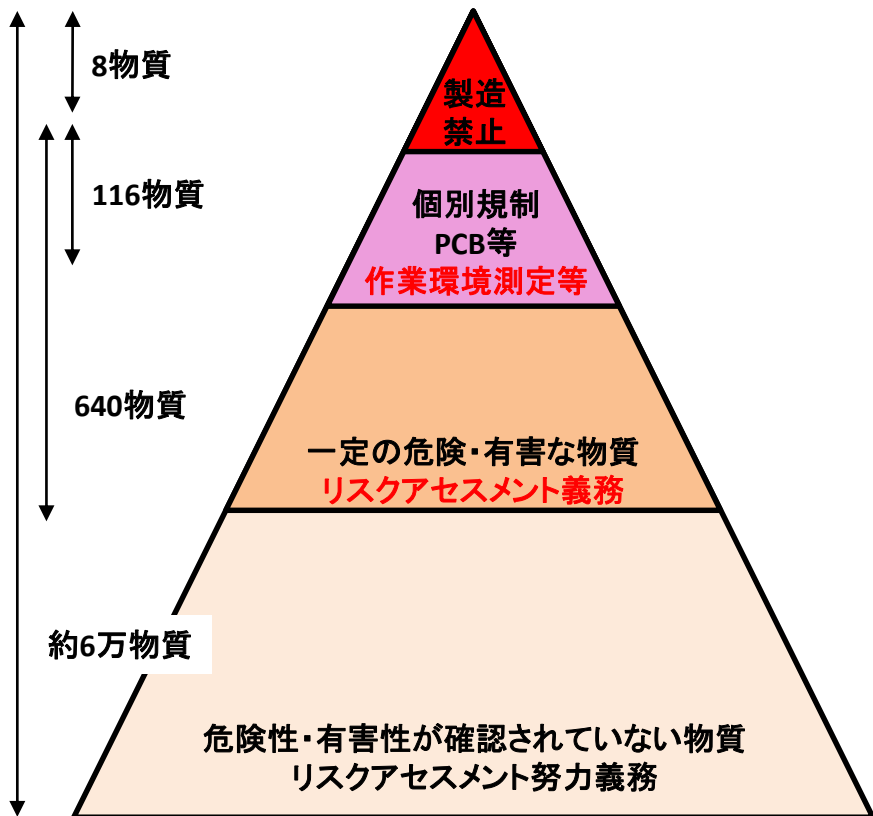 8物質
製造
禁止
116物質
個別規制
PCB等
作業環境測定等
640物質
一定の危険・有害な物質
リスクアセスメント義務
約6万物質
危険性・有害性が確認されていない物質
リスクアセスメント努力義務